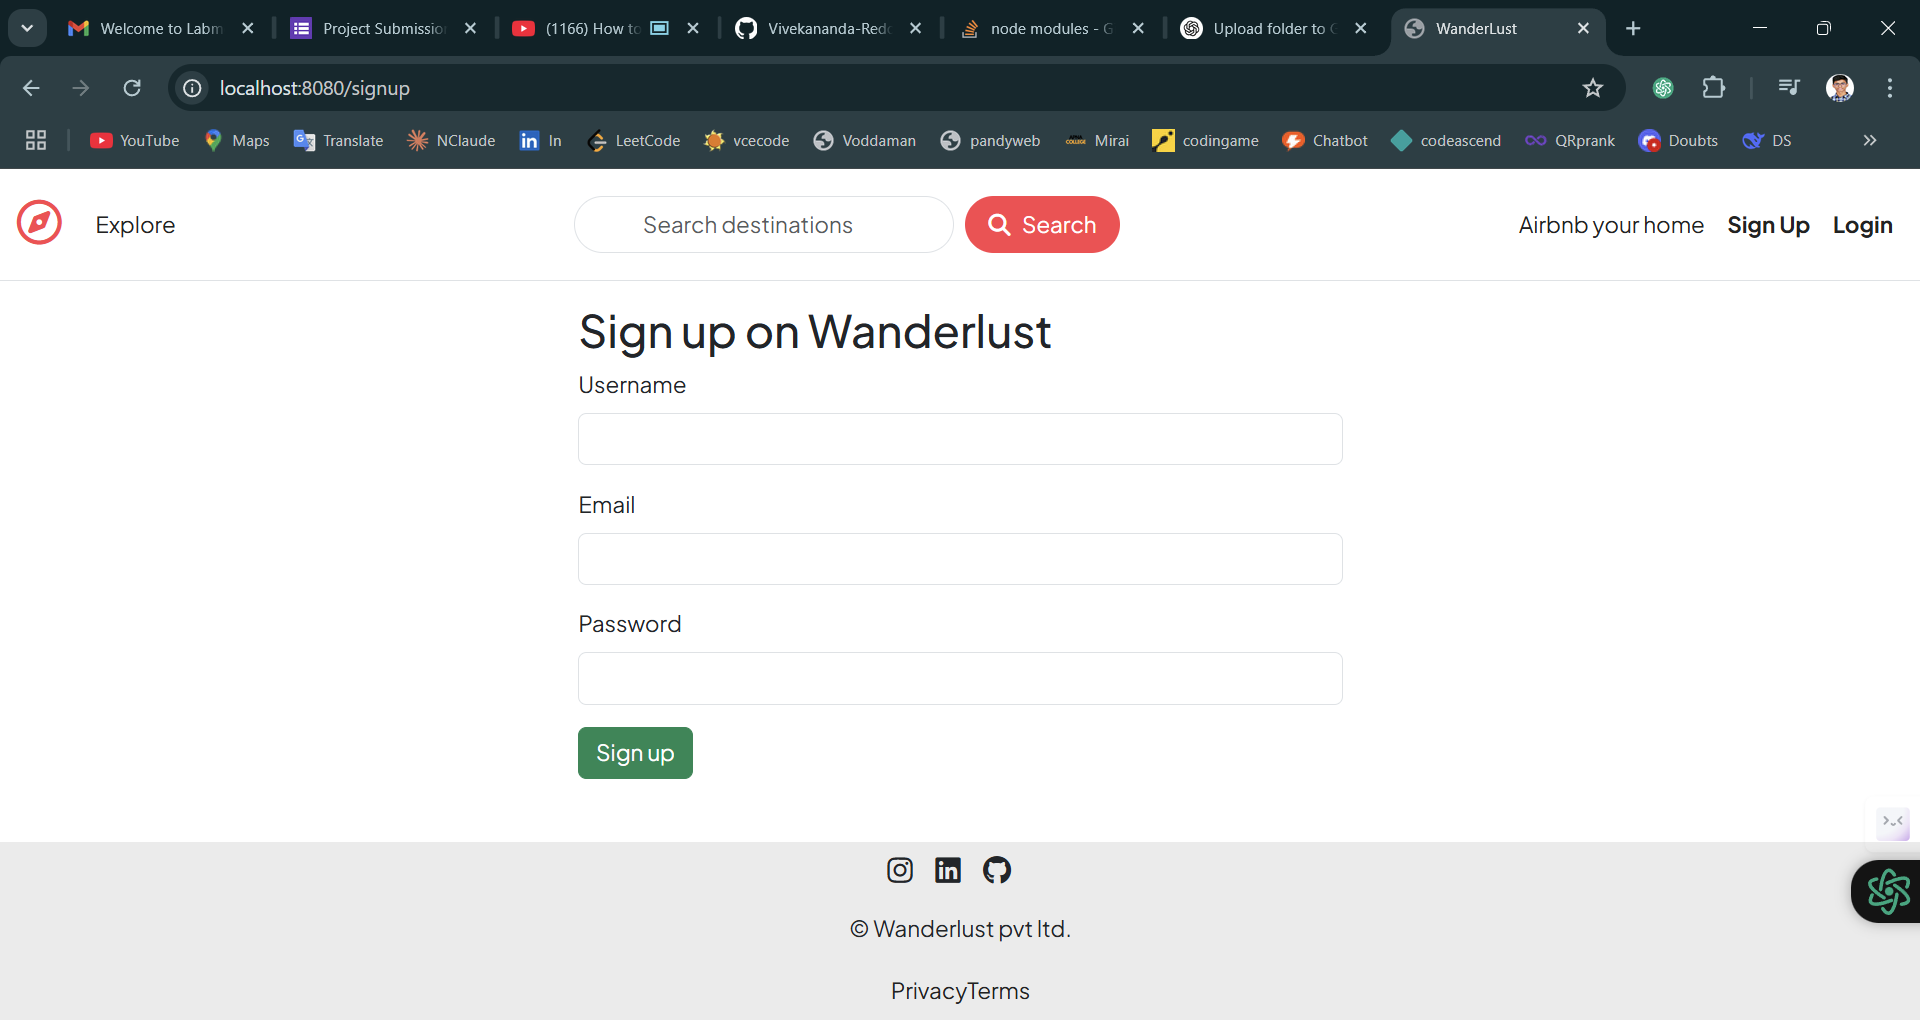 Welcome to Labm
Project Submissio
(1166) How to
Vivekananda-Redd
node modules - G
Upload folder to G
WanderLust
localhost:8080/signup
YouTube
Maps
Translate
NClaude
In
LeetCode
vcecode
Voddaman
pandyweb
Mirai
codingame
Chatbot
codeascend
QRprank
Doubts
DS
Explore
Search destinations
Search
Airbnb your home
Sign Up
Login
Sign up on Wanderlust
Username
Email
Password
Sign up
© Wanderlust pvt ltd.
PrivacyTerms